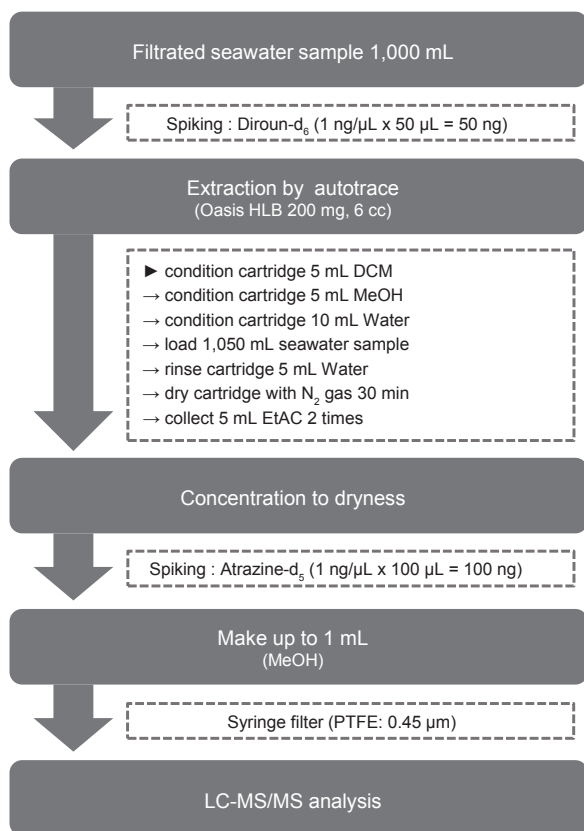 Filtrated seawater sample 1,000 mL
Spiking : Diroun-d₆ (1 ng/µL x 50 µL = 50 ng)
Extraction by autotrace
(Oasis HLB 200 mg, 6 cc)
► condition cartridge 5 mL DCM
→ condition cartridge 5 mL MeOH
→ condition cartridge 10 mL Water
→ load 1,050 mL seawater sample
→ rinse cartridge 5 mL Water
→ dry cartridge with N₂ gas 30 min
→ collect 5 mL EtAC 2 times
Concentration to dryness
Spiking : Atrazine-d₅ (1 ng/µL x 100 µL = 100 ng)
Make up to 1 mL
(MeOH)
Syringe filter (PTFE: 0.45 µm)
LC-MS/MS analysis